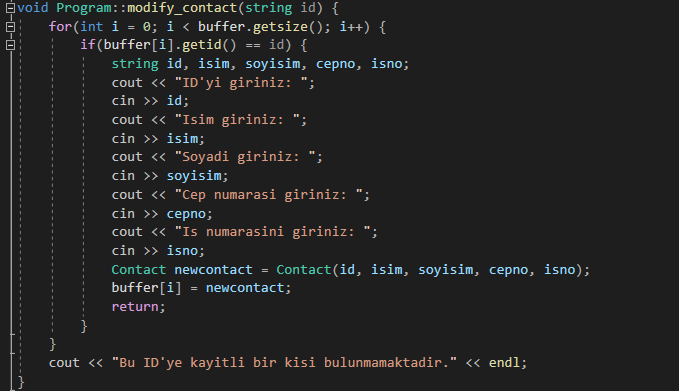 void Program::modify_contact(string id) {
for(int i = 0; i < buffer.getsize(); i++) {
if(buffer[i].getid() == id) {
string id, isim, soyisim, cepno, isno;
cout << "ID'yi giriniz: ";
cin >> id;
cout << "Isim giriniz: ";
cin >> isim;
cout << "Soyadi giriniz: ";
cin >> soyisim;
cout << "Cep numarasi giriniz: ";
cin >> cepno;
cout << "Is numarasini giriniz: ";
cin >> isno;
Contact newcontact = Contact(id, isim, soyisim, cepno, isno);
buffer[i] = newcontact;
return;
}
}
cout << "Bu ID'ye kayitli bir kisi bulunmamaktadir." << endl;
}